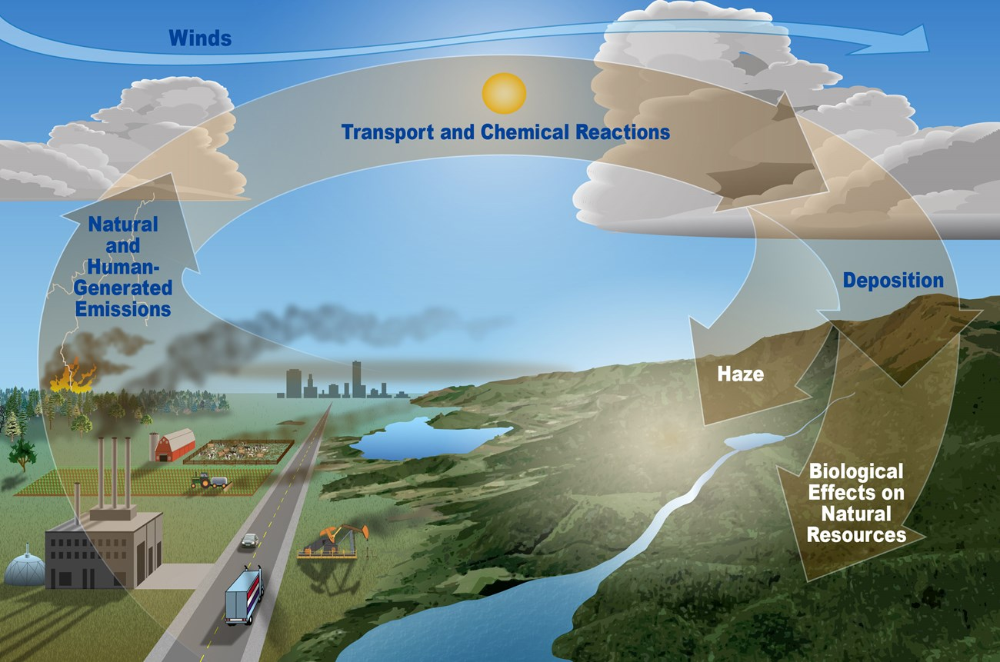 Winds
Transport and Chemical Reactions
Natural
and
Human-
Generated
Emissions
Deposition
Haze
Biological
Effects on
Natural
Resources